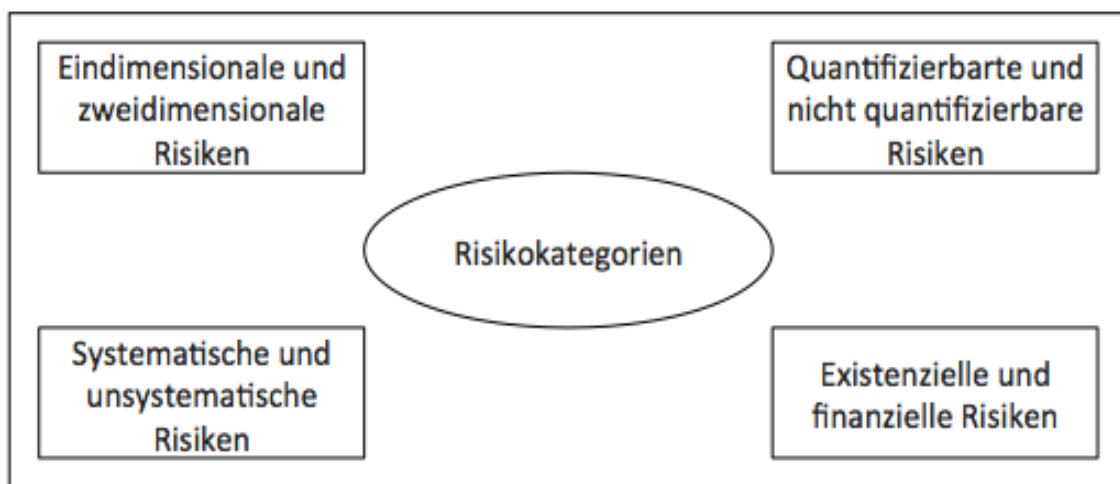 Eindimensionale und
zweidimensionale
Risiken
Quantifizierbarte und
nicht quantifizierbare
Risiken
Risikokategorien
Systematische und
unsystematische
Risiken
Existenzielle und
finanzielle Risiken